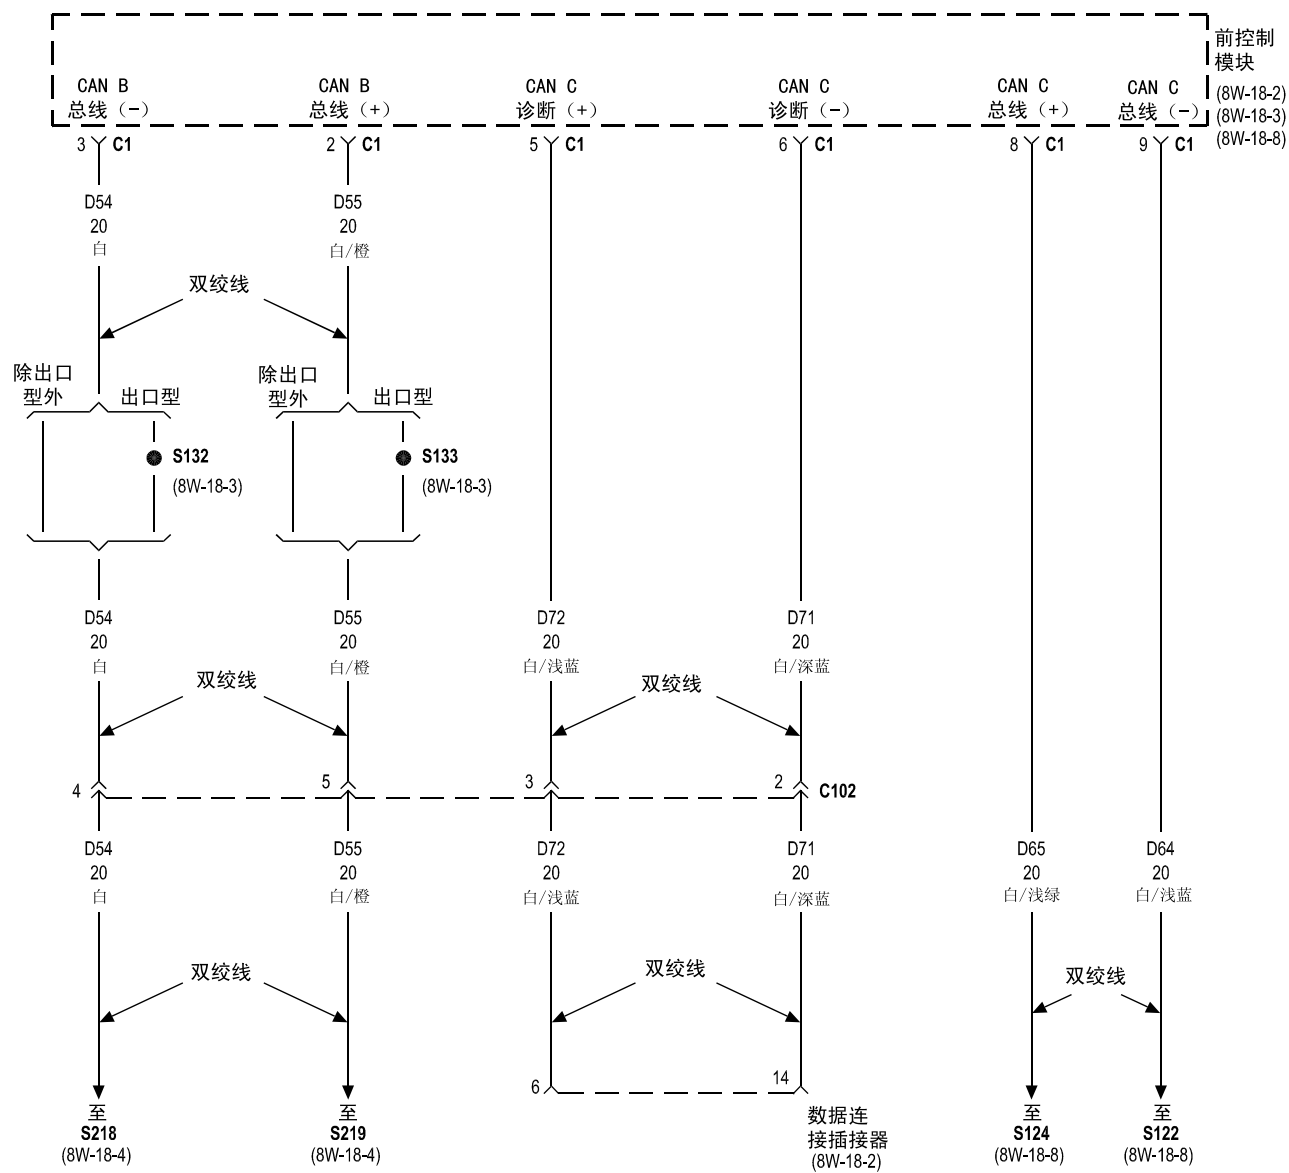 前控制
模块
(8W-18-2)
(8W-18-3)
(8W-18-8)
CAN B
总线（-）
CAN B
总线（+）
CAN C
诊断（+）
CAN C
诊断（-）
CAN C
总线（+）
CAN C
总线（-）
3 C1
2 C1
5 C1
6 C1
8 C1
9 C1
D54
20
白
D55
20
白/橙
双绞线
除出口
型外
出口型
除出口
型外
出口型
S132
(8W-18-3)
S133
(8W-18-3)
D54
20
白
D55
20
白/橙
D72
20
白/浅蓝
D71
20
白/深蓝
双绞线
双绞线
4
5
3
2
C102
D54
20
白
D55
20
白/橙
D72
20
白/浅蓝
D71
20
白/深蓝
D65
20
白/浅绿
D64
20
白/浅蓝
双绞线
双绞线
双绞线
6
14
至
S218
(8W-18-4)
至
S219
(8W-18-4)
数据连
接插接器
(8W-18-2)
至
S124
(8W-18-8)
至
S122
(8W-18-8)